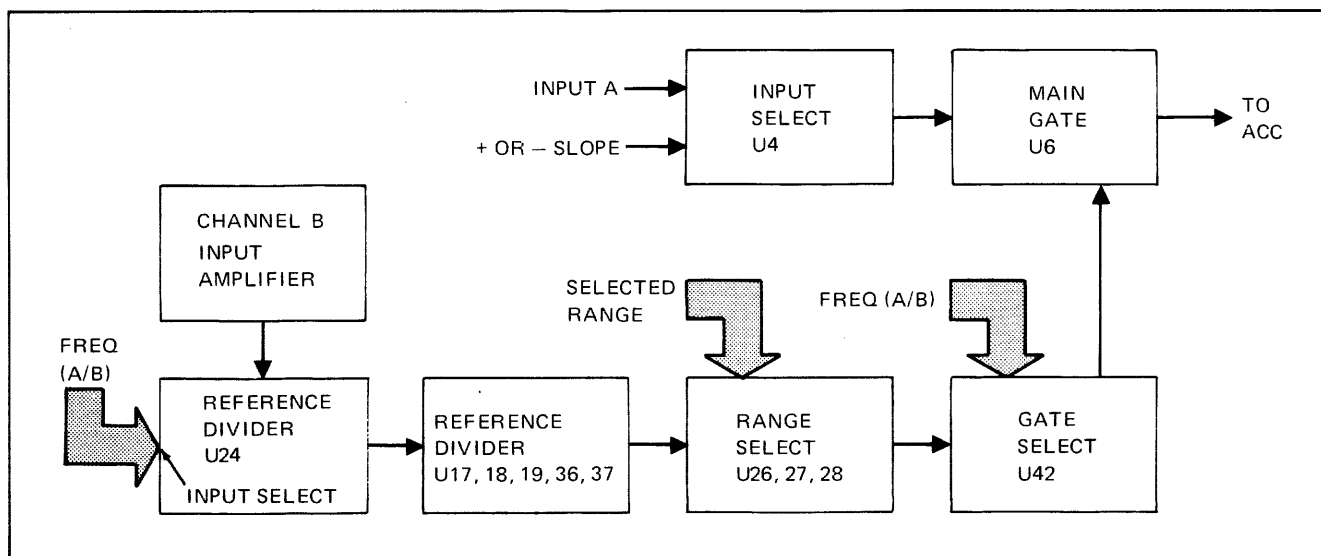 INPUT A
+ OR – SLOPE
INPUT
SELECT
U4
MAIN
GATE
U6
TO
ACC
CHANNEL B
INPUT
AMPLIFIER
SELECTED
RANGE
FREQ (A/B)
FREQ
(A/B)
REFERENCE
DIVIDER
U24
INPUT SELECT
REFERENCE
DIVIDER
U17, 18, 19, 36, 37
RANGE
SELECT
U26, 27, 28
GATE
SELECT
U42